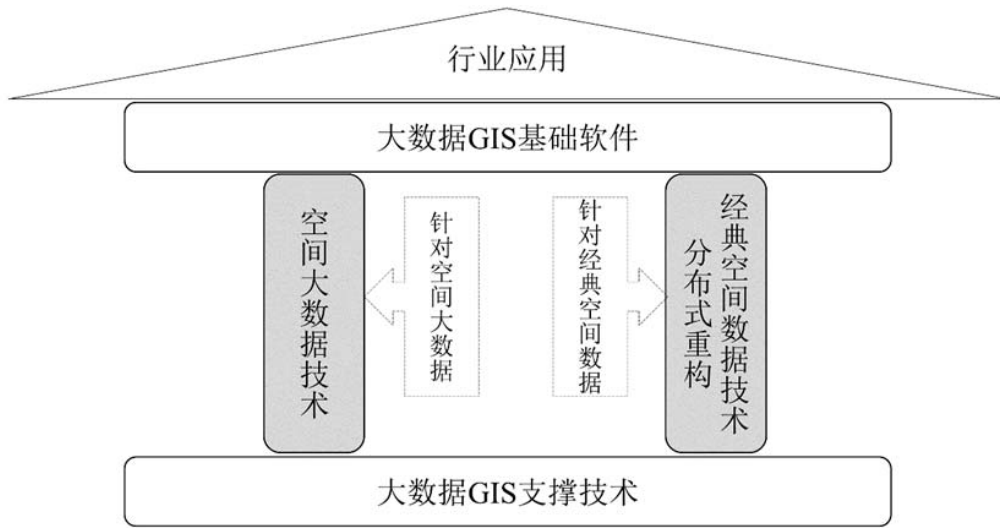 行业应用
大数据GIS基础软件
空间大数据技术
针对空间大数据
针对经典空间数据
经典空间数据技术
分布式重构
大数据GIS支撑技术